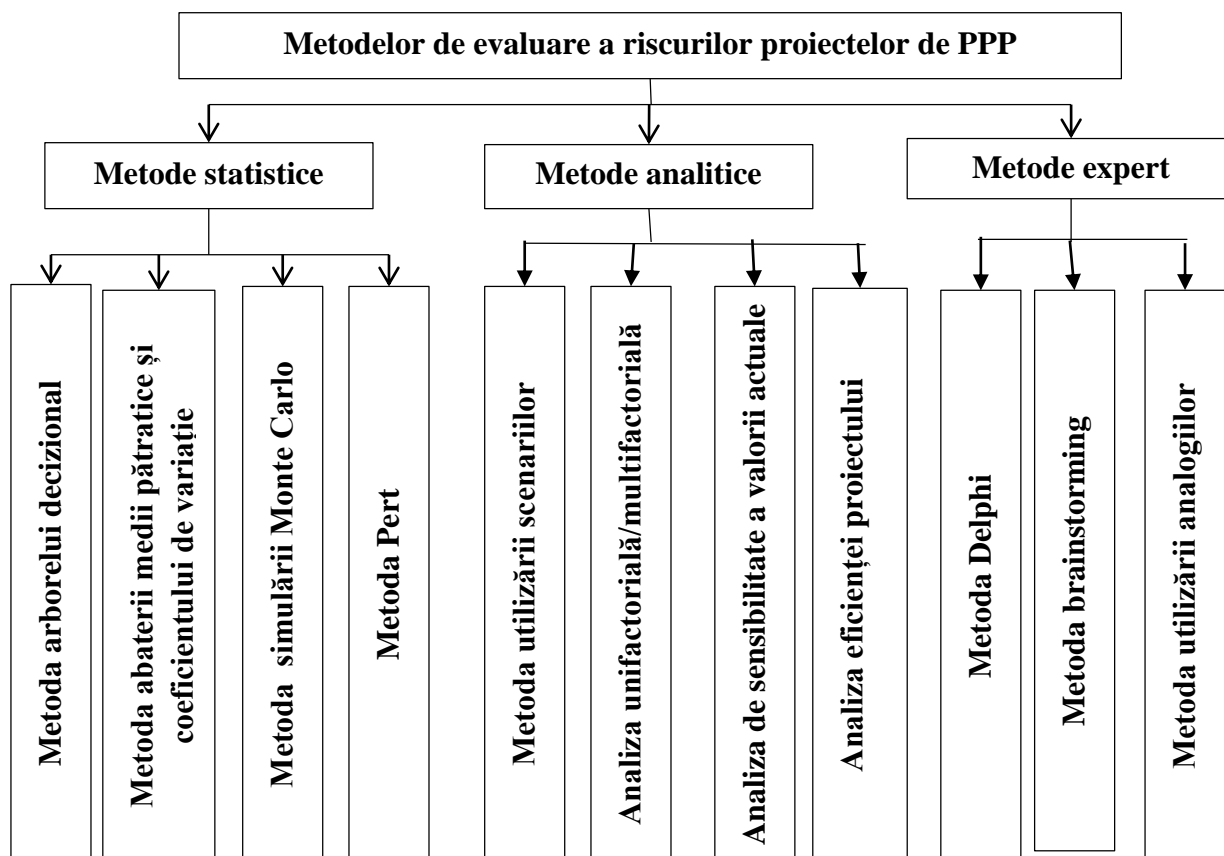 Metodelor de evaluare a riscurilor proiectelor de PPP
Metode statistice
Metode analitice
Metode expert
Metoda arborelui decizional
Metoda abaterii medii pătratice și
coeficientului de variație
Metoda simulării Monte Carlo
Metoda Pert
Metoda utilizării scenariilor
Analiza unifactorială/multifactorială
Analiza de sensibilitate a valorii actuale
Analiza eficienței proiectului
Metoda Delphi
Metoda brainstorming
Metoda utilizării analogiilor